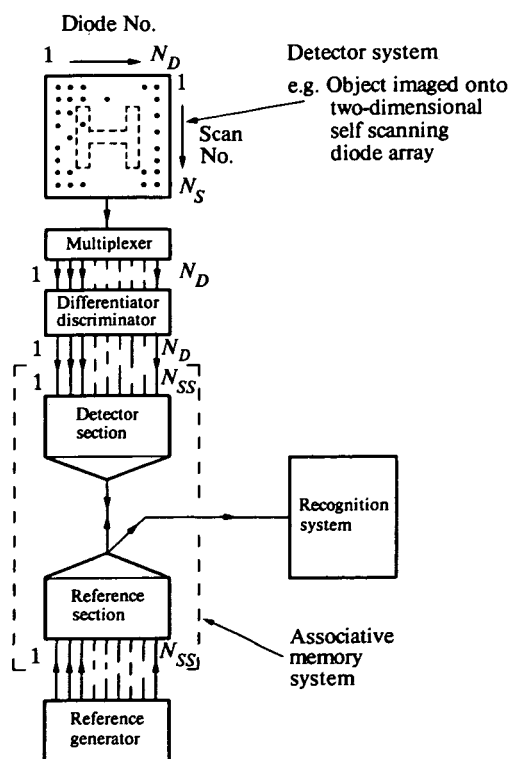 Diode No.
1 N_D
1
Detector system
e.g. Object imaged onto
two-dimensional
self scanning
diode array
Scan
No.
N_S
Multiplexer
1 N_D
Differentiator
discriminator
1 N_D
1 N_SS
Detector
section
Recognition
system
Reference
section
1 N_SS
Associative
memory
system
Reference
generator